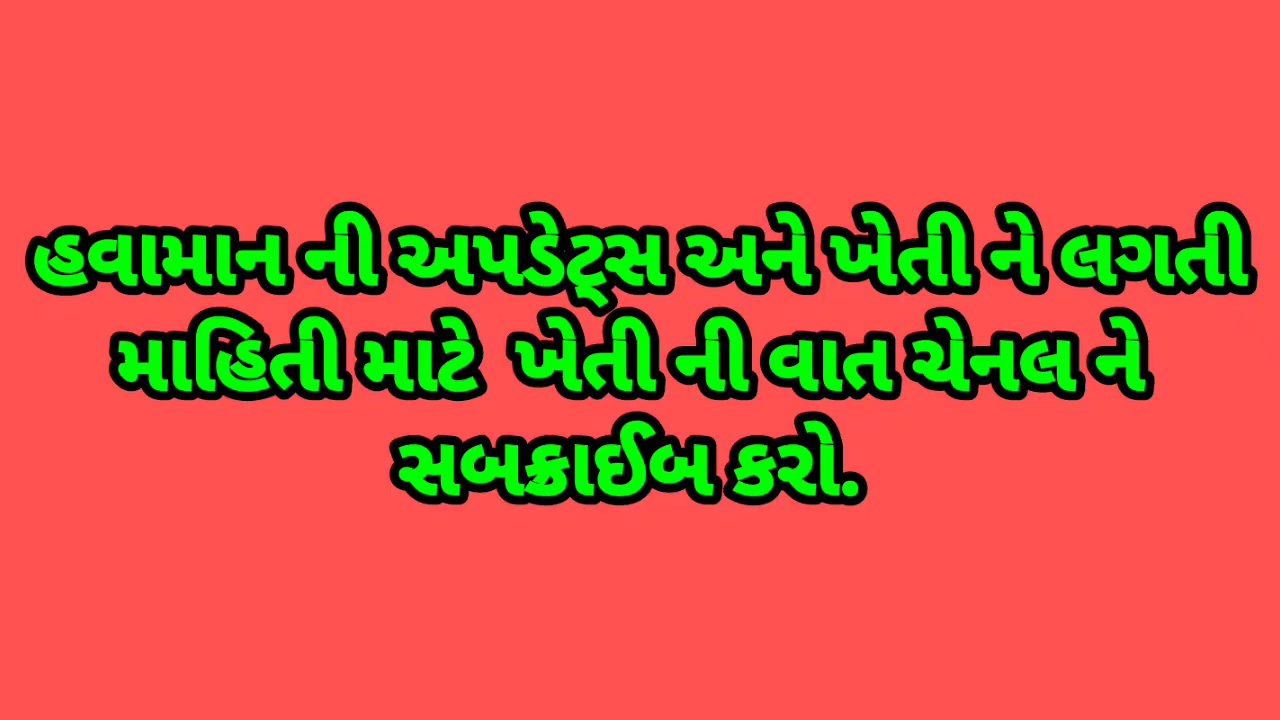 હવામાન ની અપડેટ્સ અને ખેતી ને લગતી
માહિતી માટે ખેતી ની વાત ચેનલ ને
સબક્રાઈબ કરો.